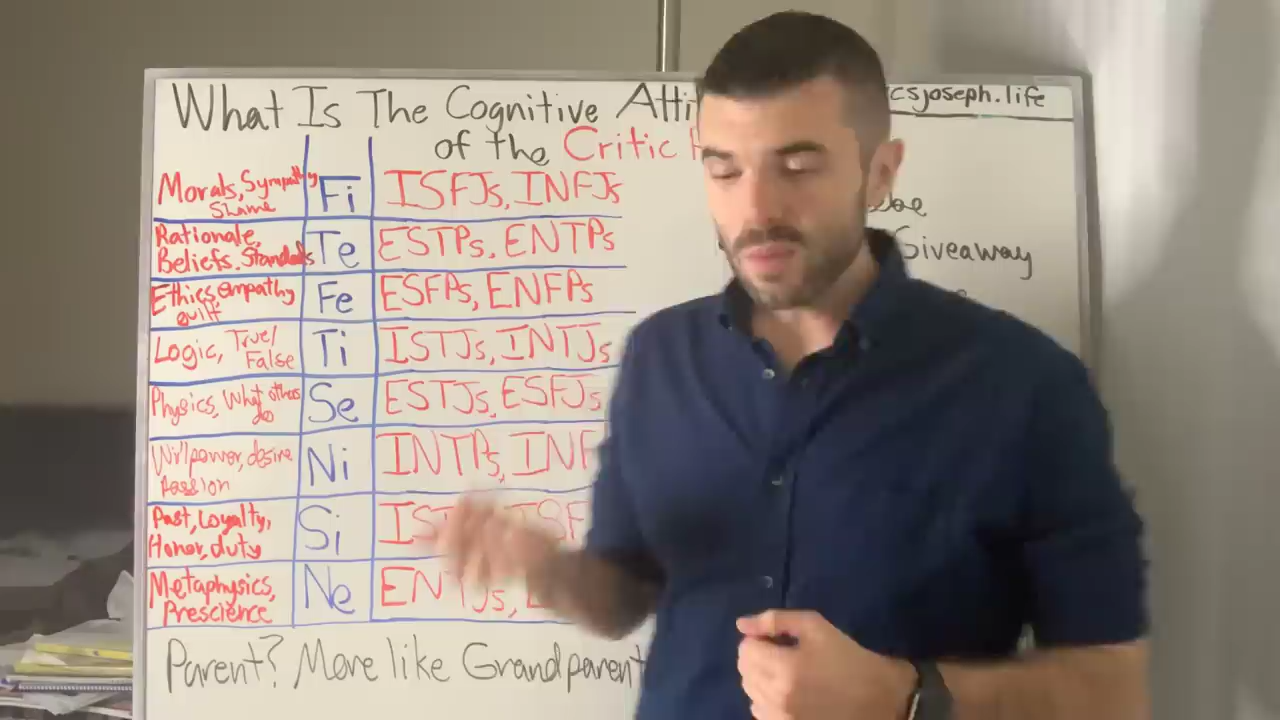 What Is The Cognitive
csjoseph.life
of the Critic
Morals, Sympathy Shame
Fi
ISFJs, INFJs
Rationale, Beliefs, Standards
Te
ESTPs, ENTPs
Giveaway
Ethics, empathy guilt
Fe
ESFPs, ENFPs
Logic, True/ False
Ti
ISTJs, INTJs
Physics, What others do
Se
ESTJs, ESFJs
Willpower, desire Passion
Ni
INTPs,
Past, Loyalty, Honor, duty
Si
Metaphysics, Prescience
Ne
ENTJs,
Parent? More like Grandparent